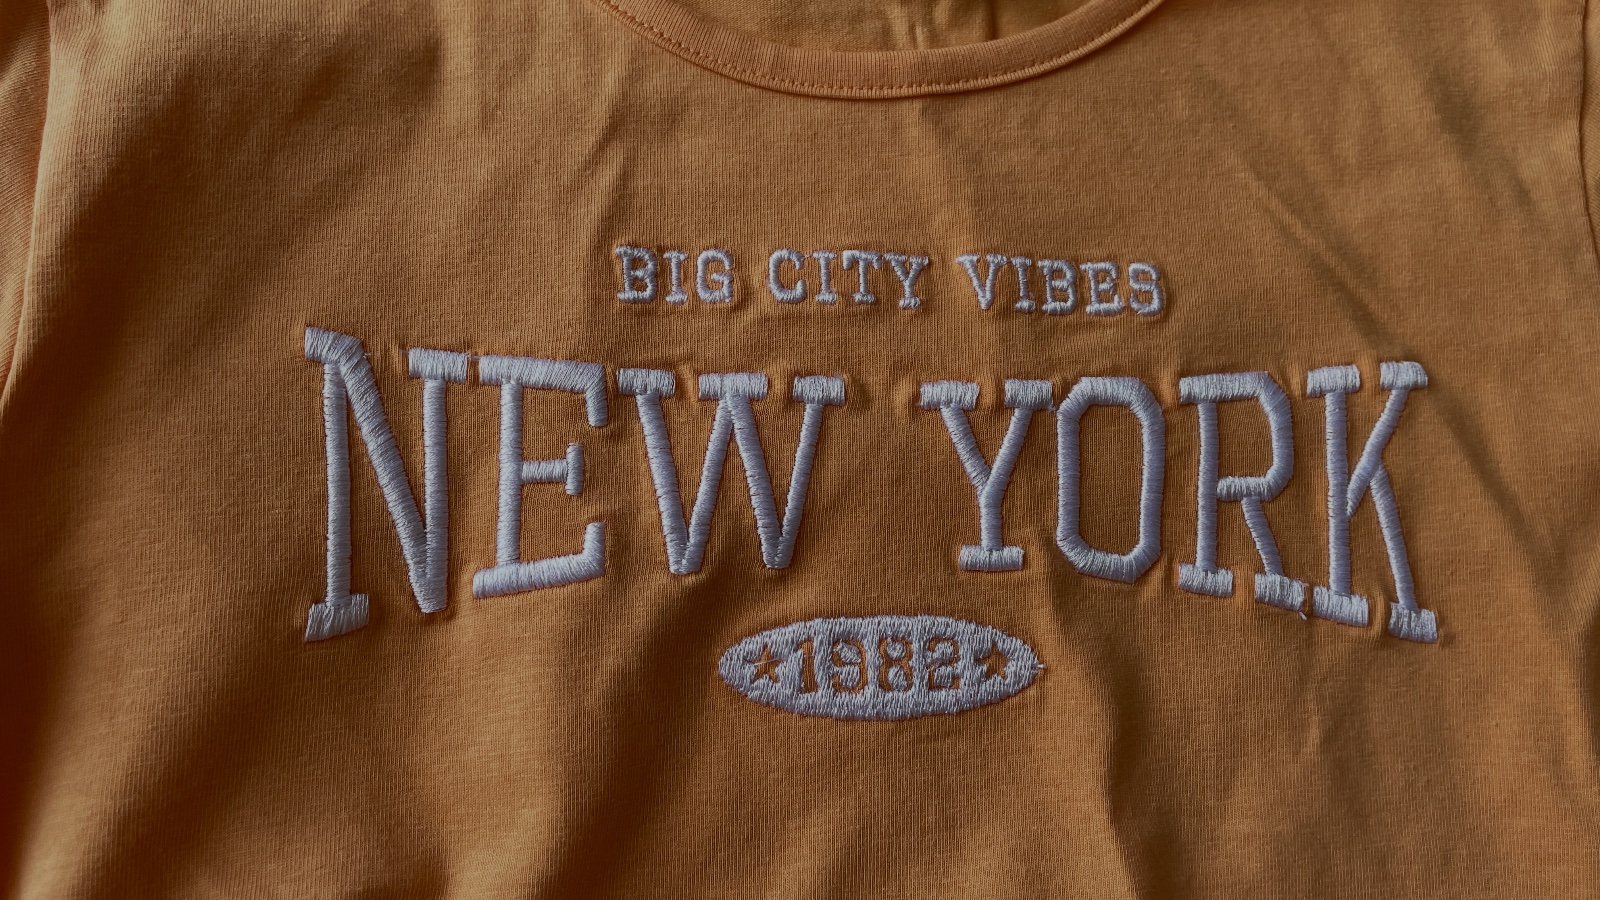 BIG CITY VIBES
NEW YORK
★1982★